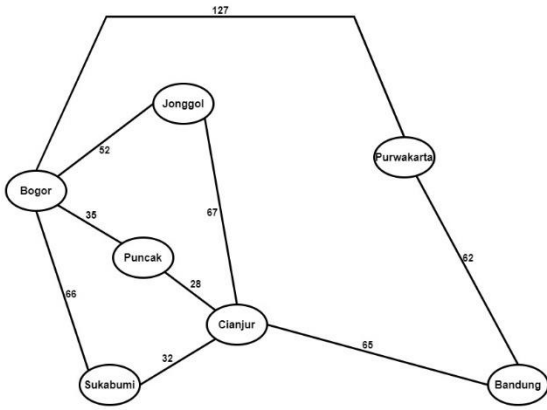 127
Jonggol
52
Purwakarta
Bogor
35
67
Puncak
62
66
28
Cianjur
32
65
Sukabumi
Bandung